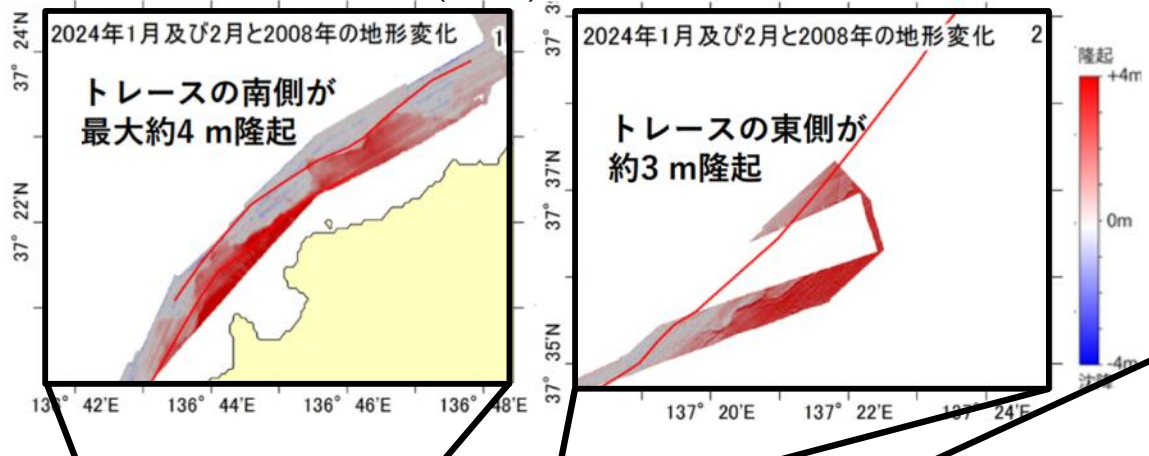 2024年1月及び2月と2008年の地形変化 1
トレースの南側が
最大約4 m隆起
37° 24'N
37° 22'N
136° 42'E
136° 44'E
136° 46'E
136° 48'E
2024年1月及び2月と2008年の地形変化 2
トレースの東側が
約3 m隆起
37°
37° 37'N
37° 35'N
137° 20'E
137° 22'E
137° 24'E
隆起
+4m
0m
-4m